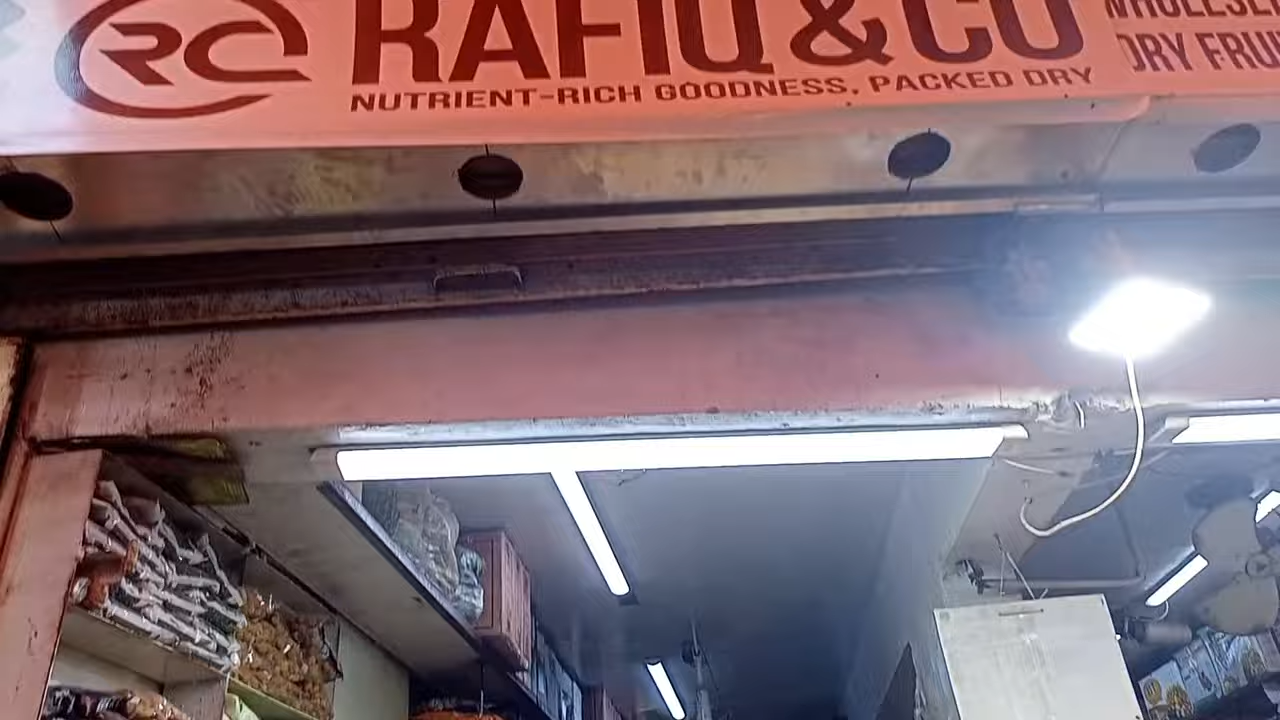 RC
RAFIQ & CO
NUTRIENT-RICH GOODNESS, PACKED DRY